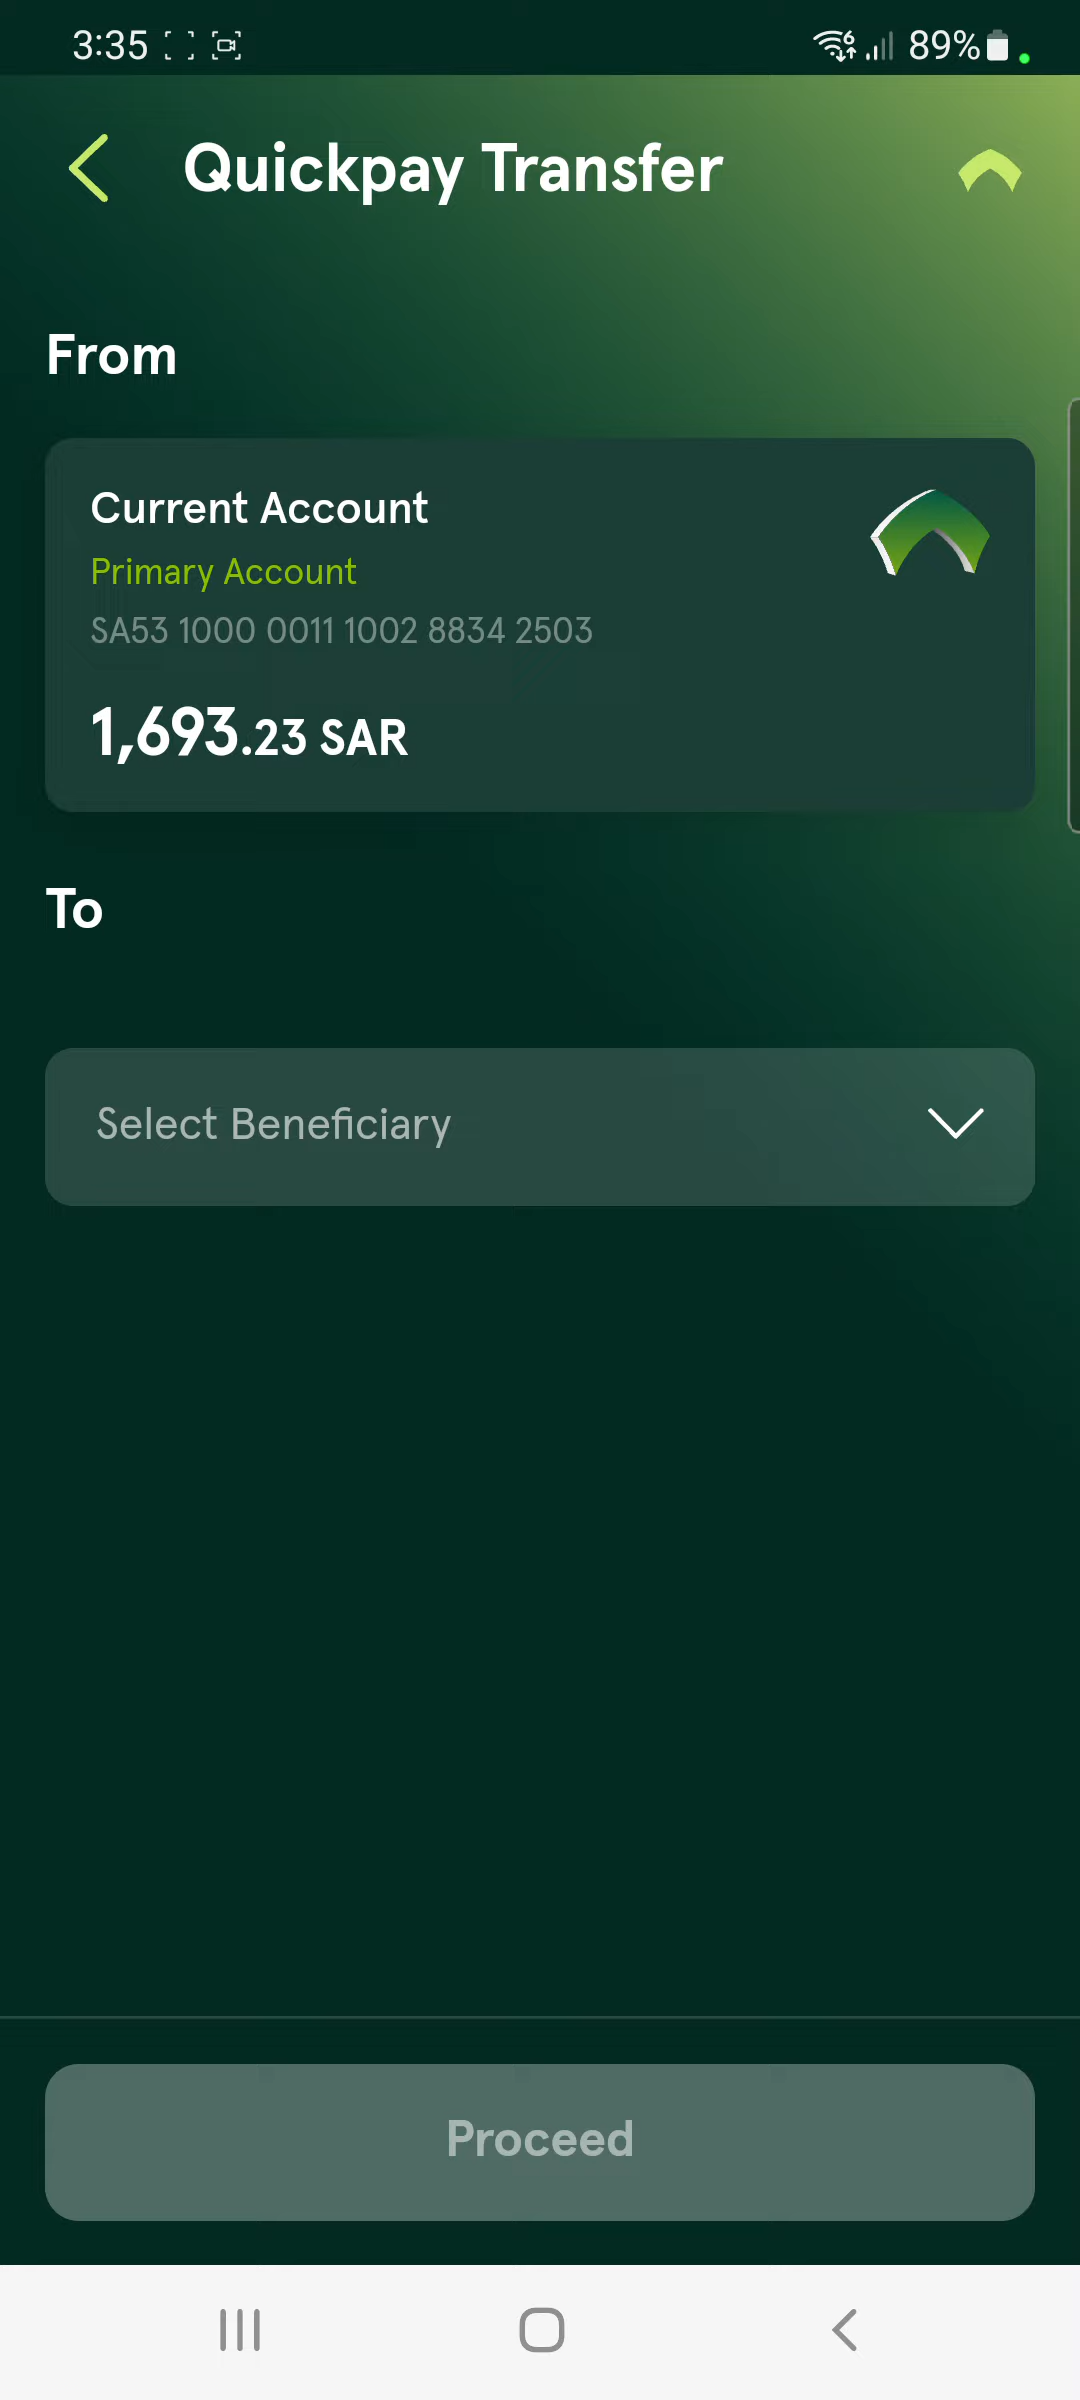 3:35 89%
Quickpay Transfer
From
Current Account
Primary Account
SA53 1000 0011 1002 8834 2503
1,693.23 SAR
To
Select Beneficiary
Proceed